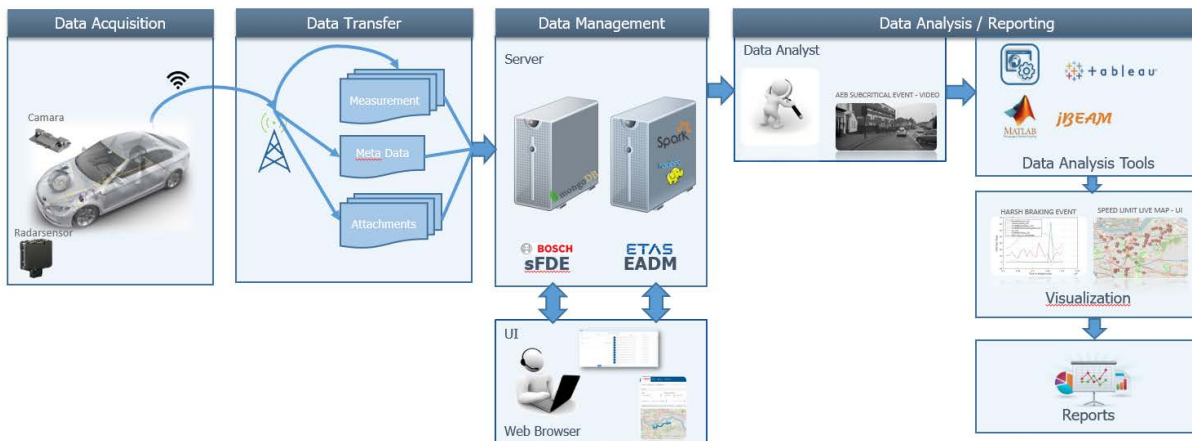 Data Acquisition
Camara
Radarsensor
Data Transfer
Measurement
Meta Data
Attachments
Data Management
Server
mongoDB
Spark
hadoop
BOSCH
sFDE
ETAS
EADM
UI
Web Browser
Data Analysis / Reporting
Data Analyst
AEB SUBCRITICAL EVENT - VIDEO
tableau
MATLAB
jBEAM
Data Analysis Tools
HARSH BRAKING EVENT
SPEED LIMIT LIVE MAP - UI
Visualization
Reports